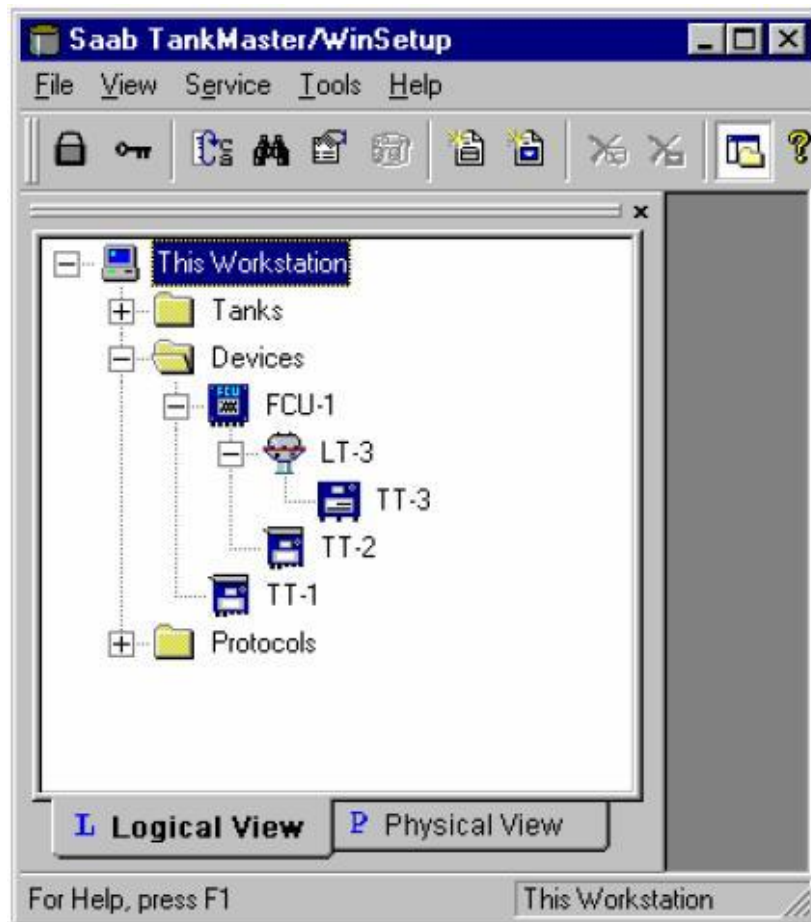 Saab TankMaster/WinSetup
File View Service Tools Help
This Workstation
Tanks
Devices
FCU
FCU-1
LT-3
TT-3
TT-2
TT-1
Protocols
L Logical View P Physical View
For Help, press F1 This Workstation